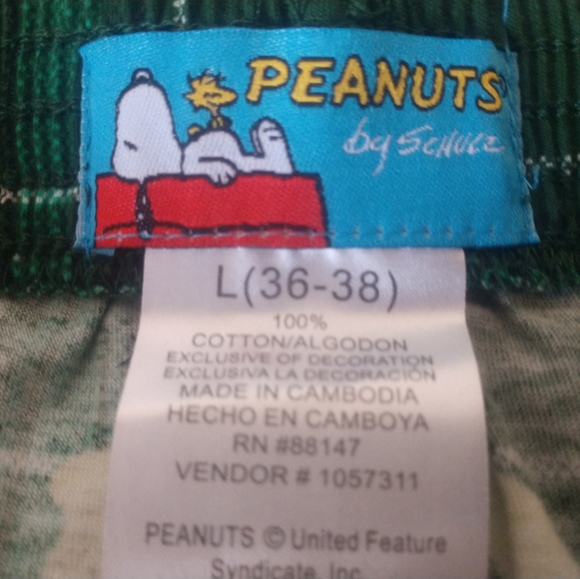 PEANUTS
by SCHULZ
L(36-38)
100%
COTTON/ALGODON
EXCLUSIVE OF DECORATION
EXCLUSIVA LA DECORACIÓN
MADE IN CAMBODIA
HECHO EN CAMBOYA
RN #88147
VENDOR # 1057311
PEANUTS © United Feature
Syndicate, Inc.